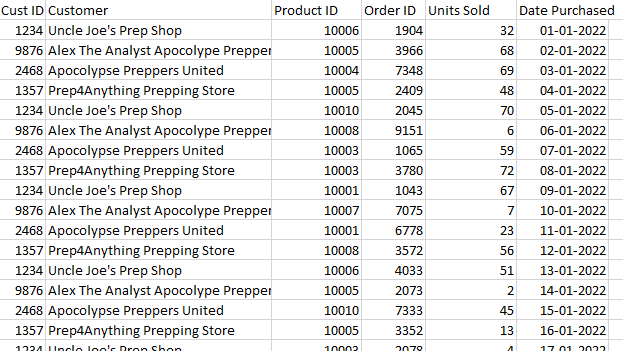 Cust ID Customer Product ID Order ID Units Sold Date Purchased
1234 Uncle Joe's Prep Shop 10006 1904 32 01-01-2022
9876 Alex The Analyst Apocolype Prepper 10005 3966 68 02-01-2022
2468 Apocolypse Preppers United 10004 7348 69 03-01-2022
1357 Prep4Anything Prepping Store 10005 2409 48 04-01-2022
1234 Uncle Joe's Prep Shop 10010 2045 70 05-01-2022
9876 Alex The Analyst Apocolype Prepper 10008 9151 6 06-01-2022
2468 Apocolypse Preppers United 10003 1065 59 07-01-2022
1357 Prep4Anything Prepping Store 10003 3780 72 08-01-2022
1234 Uncle Joe's Prep Shop 10001 1043 67 09-01-2022
9876 Alex The Analyst Apocolype Prepper 10007 7075 7 10-01-2022
2468 Apocolypse Preppers United 10001 6778 23 11-01-2022
1357 Prep4Anything Prepping Store 10008 3572 56 12-01-2022
1234 Uncle Joe's Prep Shop 10006 4033 51 13-01-2022
9876 Alex The Analyst Apocolype Prepper 10005 2073 2 14-01-2022
2468 Apocolypse Preppers United 10010 7333 45 15-01-2022
1357 Prep4Anything Prepping Store 10005 3352 13 16-01-2022
1234 Uncle Joe's Prep Shop 10003 2078 4 17-01-2022